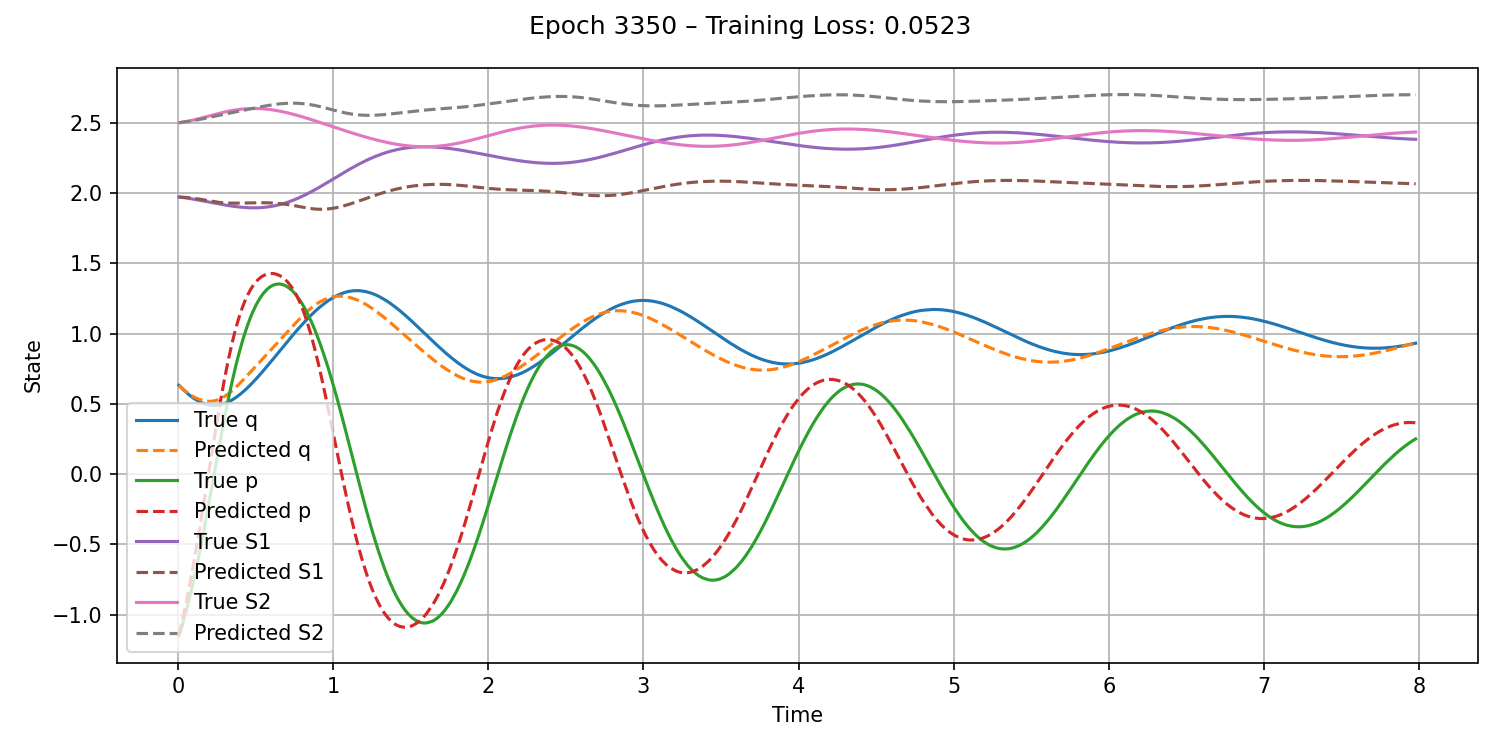 Epoch 3350 – Training Loss: 0.0523
State
2.5
2.0
1.5
1.0
0.5
0.0
−0.5
−1.0
True q
Predicted q
True p
Predicted p
True S1
Predicted S1
True S2
Predicted S2
0 1 2 3 4 5 6 7 8
Time